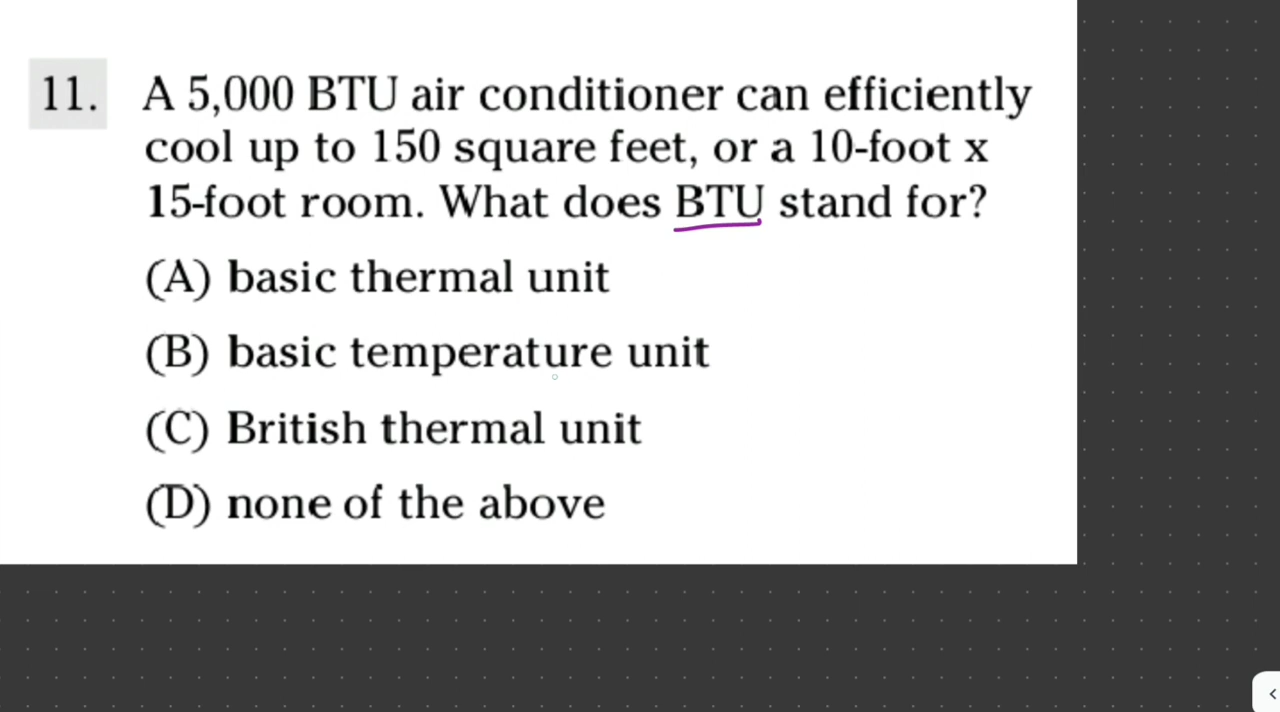 11. A 5,000 BTU air conditioner can efficiently
cool up to 150 square feet, or a 10-foot x
15-foot room. What does BTU stand for?
(A) basic thermal unit
(B) basic temperature unit
(C) British thermal unit
(D) none of the above